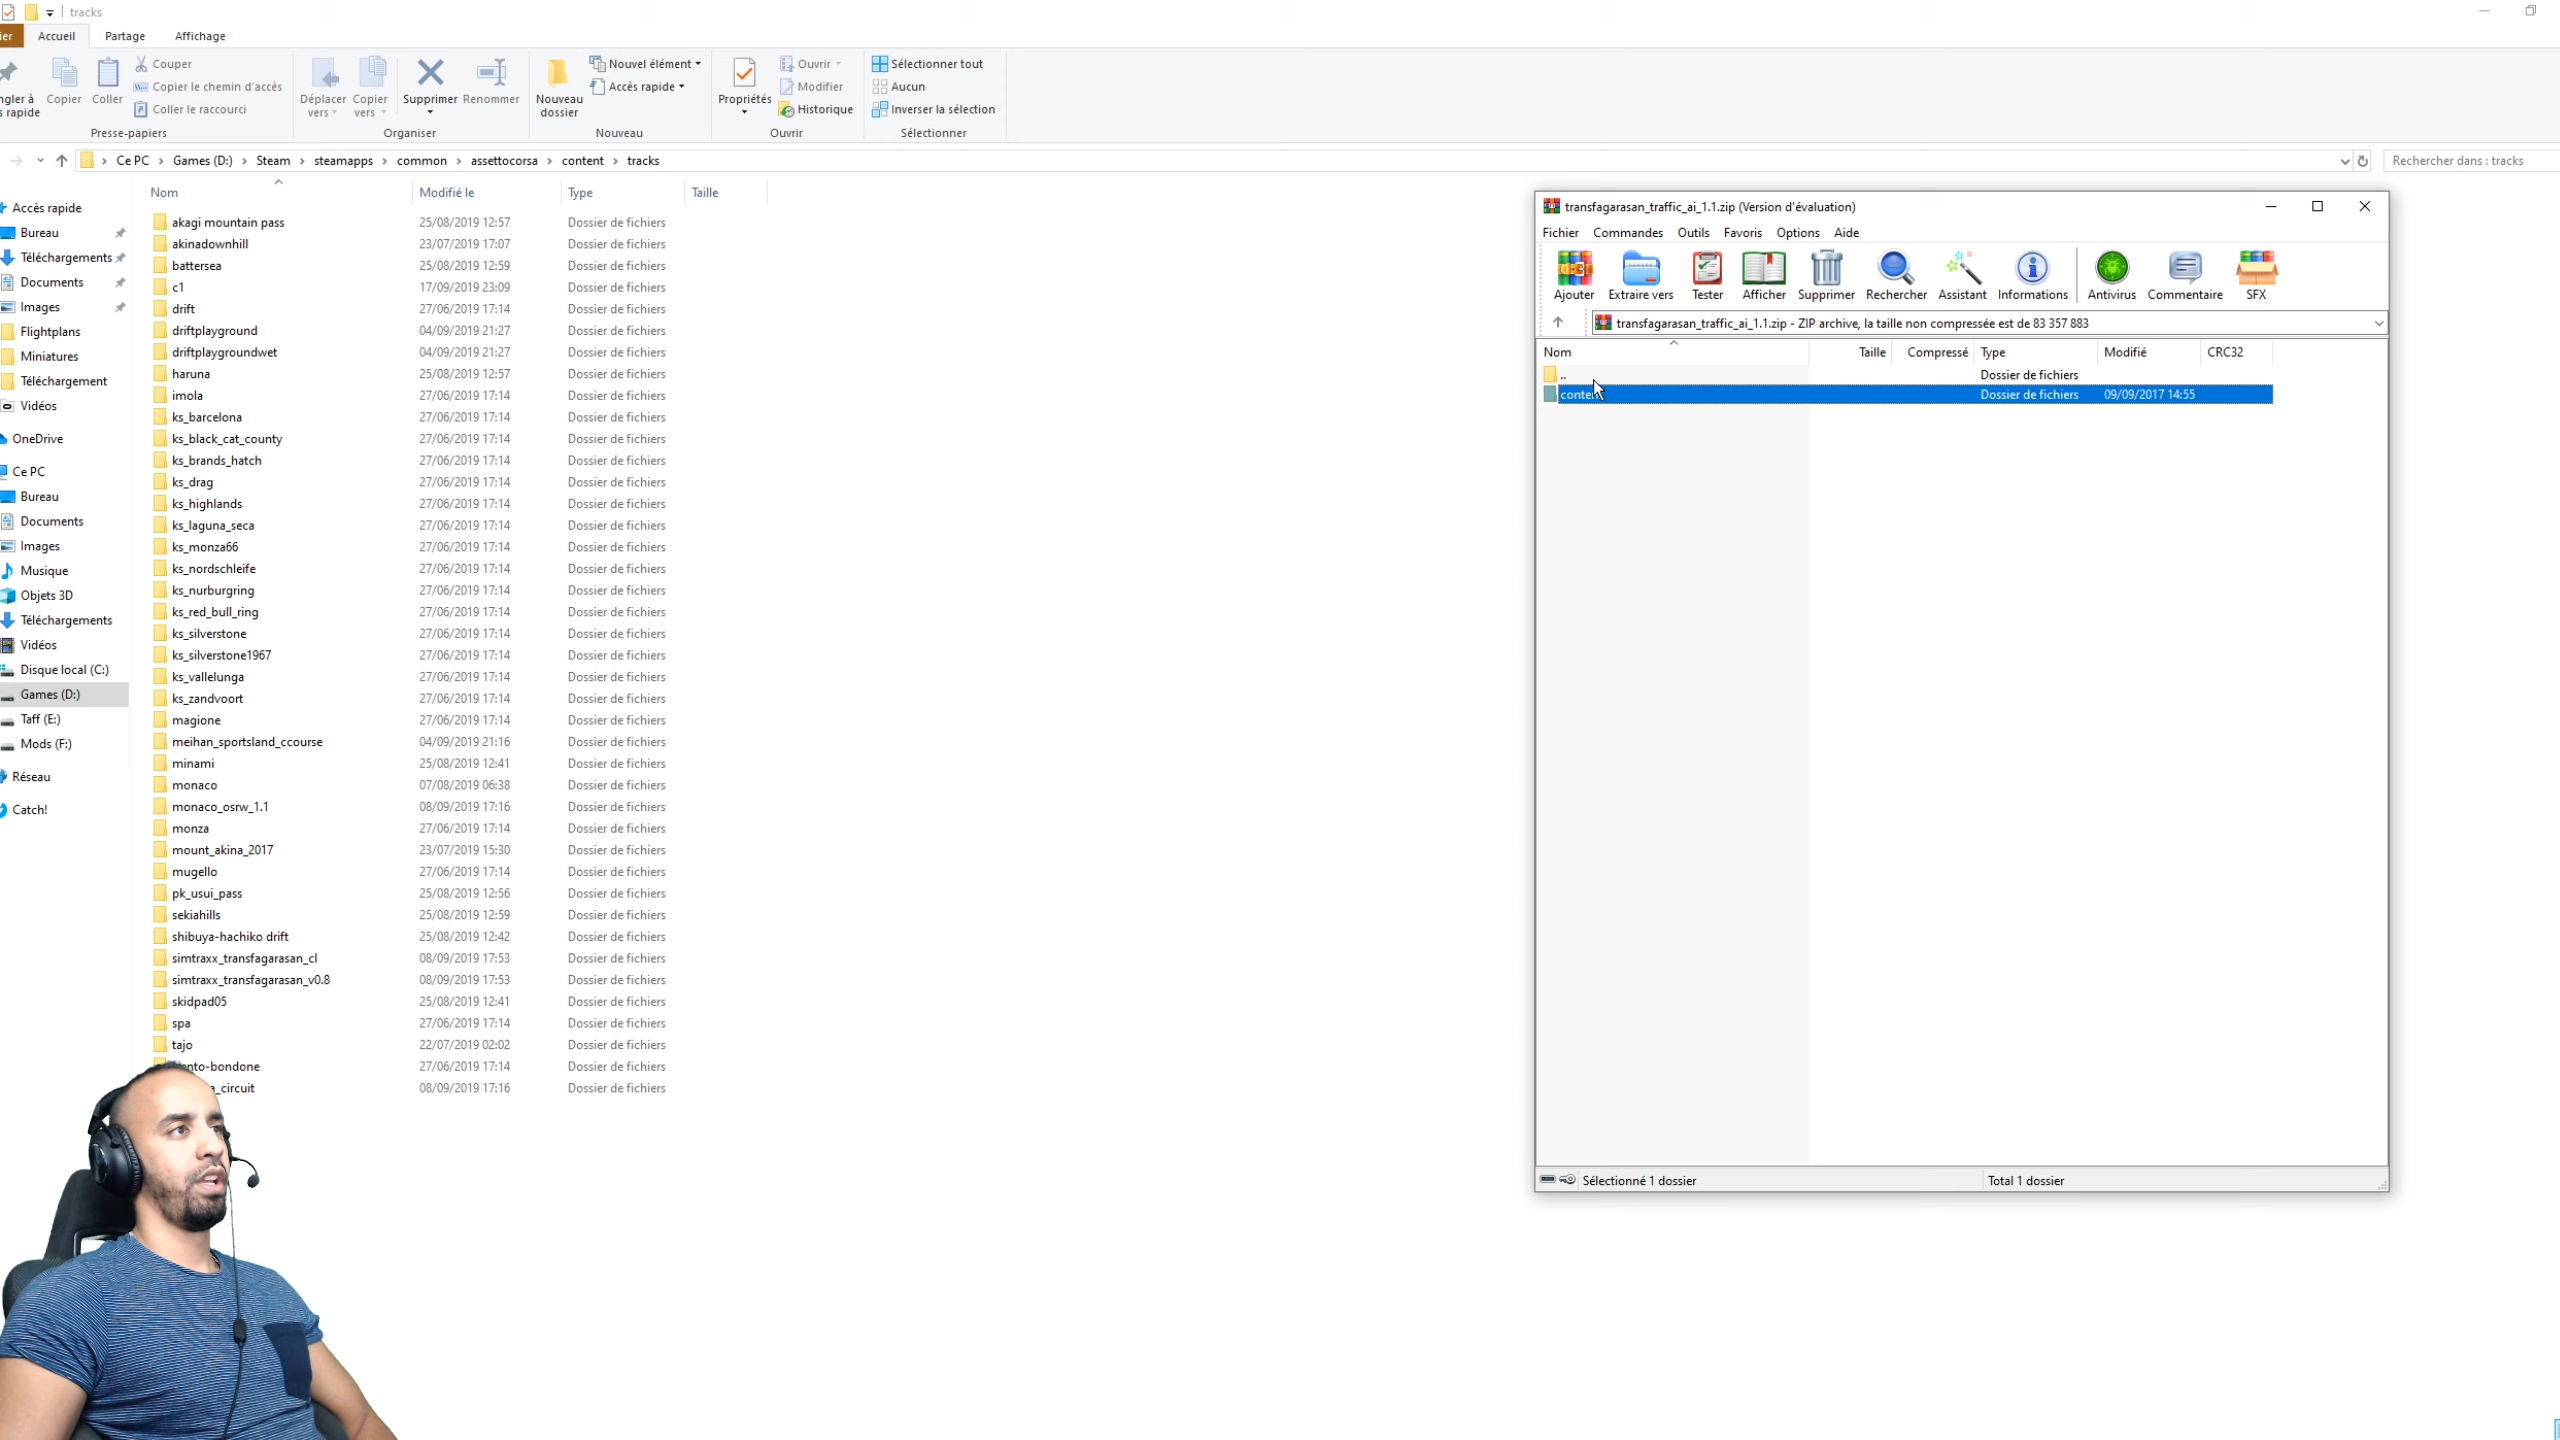 tracks
ier Accueil Partage Affichage
Couper
Copier le chemin d'accès
Coller le raccourci
ngler à
s rapide
Copier
Coller
Presse-papiers
Déplacer
vers
Copier
vers
Supprimer
Renommer
Organiser
Nouveau
dossier
Nouvel élément
Accès rapide
Nouveau
Propriétés
Ouvrir
Modifier
Historique
Ouvrir
Sélectionner tout
Aucun
Inverser la sélection
Sélectionner
Ce PC > Games (D:) > Steam > steamapps > common > assettocorsa > content > tracks
Rechercher dans : tracks
Accès rapide
Bureau
Téléchargements
Documents
Images
Flightplans
Miniatures
Téléchargement
Vidéos
OneDrive
Ce PC
Bureau
Documents
Images
Musique
Objets 3D
Téléchargements
Vidéos
Disque local (C:)
Games (D:)
Taff (E:)
Mods (F:)
Réseau
Catch!
Nom Modifié le Type Taille
akagi mountain pass 25/08/2019 12:57 Dossier de fichiers
akinadownhill 23/07/2019 17:07 Dossier de fichiers
battersea 25/08/2019 12:59 Dossier de fichiers
c1 17/09/2019 23:09 Dossier de fichiers
drift 27/06/2019 17:14 Dossier de fichiers
driftplayground 04/09/2019 21:27 Dossier de fichiers
driftplaygroundwet 04/09/2019 21:27 Dossier de fichiers
haruna 25/08/2019 12:57 Dossier de fichiers
imola 27/06/2019 17:14 Dossier de fichiers
ks_barcelona 27/06/2019 17:14 Dossier de fichiers
ks_black_cat_county 27/06/2019 17:14 Dossier de fichiers
ks_brands_hatch 27/06/2019 17:14 Dossier de fichiers
ks_drag 27/06/2019 17:14 Dossier de fichiers
ks_highlands 27/06/2019 17:14 Dossier de fichiers
ks_laguna_seca 27/06/2019 17:14 Dossier de fichiers
ks_monza66 27/06/2019 17:14 Dossier de fichiers
ks_nordschleife 27/06/2019 17:14 Dossier de fichiers
ks_nurburgring 27/06/2019 17:14 Dossier de fichiers
ks_red_bull_ring 27/06/2019 17:14 Dossier de fichiers
ks_silverstone 27/06/2019 17:14 Dossier de fichiers
ks_silverstone1967 27/06/2019 17:14 Dossier de fichiers
ks_vallelunga 27/06/2019 17:14 Dossier de fichiers
ks_zandvoort 27/06/2019 17:14 Dossier de fichiers
magione 27/06/2019 17:14 Dossier de fichiers
meihan_sportsland_ccourse 04/09/2019 21:16 Dossier de fichiers
minami 25/08/2019 12:41 Dossier de fichiers
monaco 07/08/2019 06:38 Dossier de fichiers
monaco_osrw_1.1 08/09/2019 17:16 Dossier de fichiers
monza 27/06/2019 17:14 Dossier de fichiers
mount_akina_2017 23/07/2019 15:30 Dossier de fichiers
mugello 27/06/2019 17:14 Dossier de fichiers
pk_usui_pass 25/08/2019 12:56 Dossier de fichiers
sekiahills 25/08/2019 12:59 Dossier de fichiers
shibuya-hachiko drift 25/08/2019 12:42 Dossier de fichiers
simtraxx_transfagarasan_cl 08/09/2019 17:53 Dossier de fichiers
simtraxx_transfagarasan_v0.8 08/09/2019 17:53 Dossier de fichiers
skidpad05 25/08/2019 12:41 Dossier de fichiers
spa 27/06/2019 17:14 Dossier de fichiers
tajo 22/07/2019 02:02 Dossier de fichiers
nto-bondone 27/06/2019 17:14 Dossier de fichiers
_circuit 08/09/2019 17:16 Dossier de fichiers
transfagarasan_traffic_ai_1.1.zip (Version d'évaluation)
Fichier Commandes Outils Favoris Options Aide
Ajouter Extraire vers Tester Afficher Supprimer Rechercher Assistant Informations Antivirus Commentaire SFX
transfagarasan_traffic_ai_1.1.zip - ZIP archive, la taille non compressée est de 83 357 883
Nom Taille Compressé Type Modifié CRC32
.. Dossier de fichiers
conten Dossier de fichiers 09/09/2017 14:55
Sélectionné 1 dossier Total 1 dossier